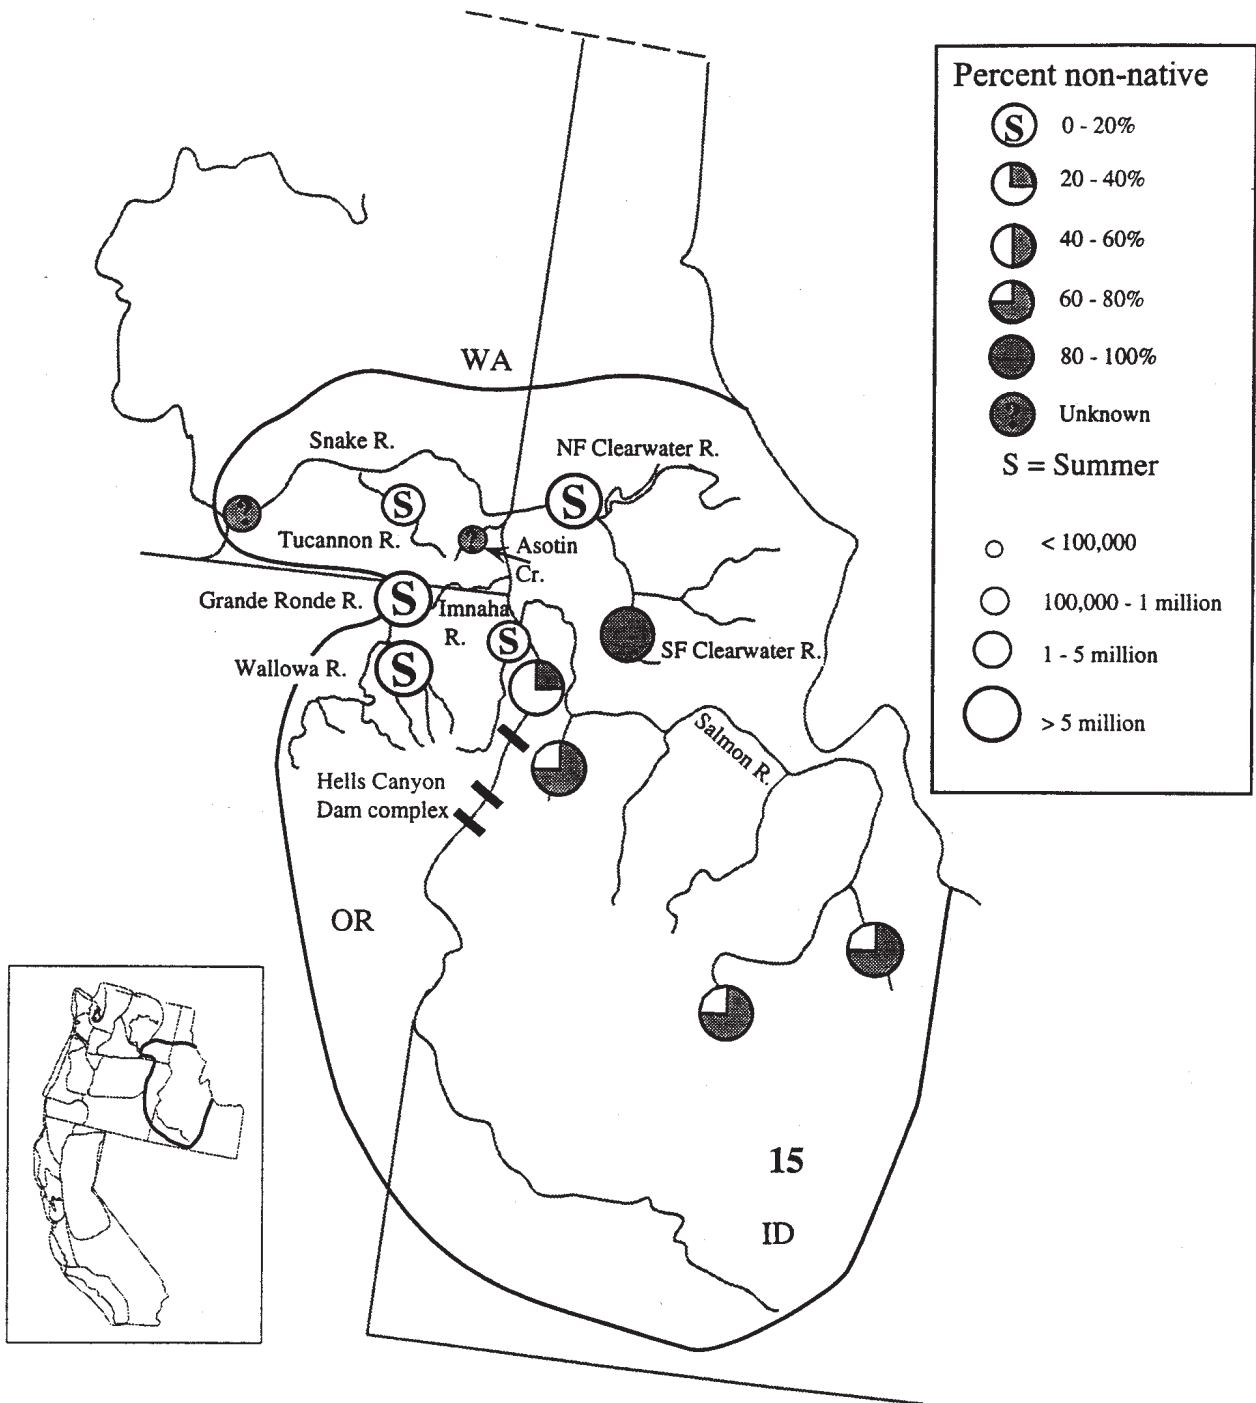 Percent non-native
S 0 - 20%
20 - 40%
40 - 60%
60 - 80%
80 - 100%
? Unknown
S = Summer
< 100,000
100,000 - 1 million
1 - 5 million
> 5 million
WA
Snake R.
NF Clearwater R.
S
S
?
Tucannon R.
?
Asotin
Cr.
Grande Ronde R.
S
Imnaha
R.
S
SF Clearwater R.
Wallowa R.
S
Salmon R.
Hells Canyon
Dam complex
OR
15
ID